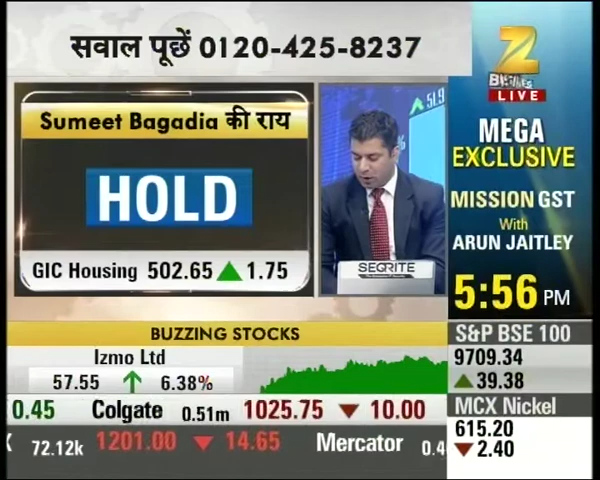 सवाल पूछें 0120-425-8237
Z
LIVE
Sumeet Bagadia की राय
HOLD
GIC Housing 502.65 ▲ 1.75
SEQRITE
MEGA
EXCLUSIVE
MISSION GST
With
ARUN JAITLEY
5:56 PM
BUZZING STOCKS
Izmo Ltd
57.55 ↑ 6.38%
S&P BSE 100
9709.34
▲ 39.38
MCX Nickel
615.20
▼ 2.40
0.45 Colgate 0.51m 1025.75 ▼ 10.00
72.12k 1201.00 ▼ 14.65 Mercator 0.4